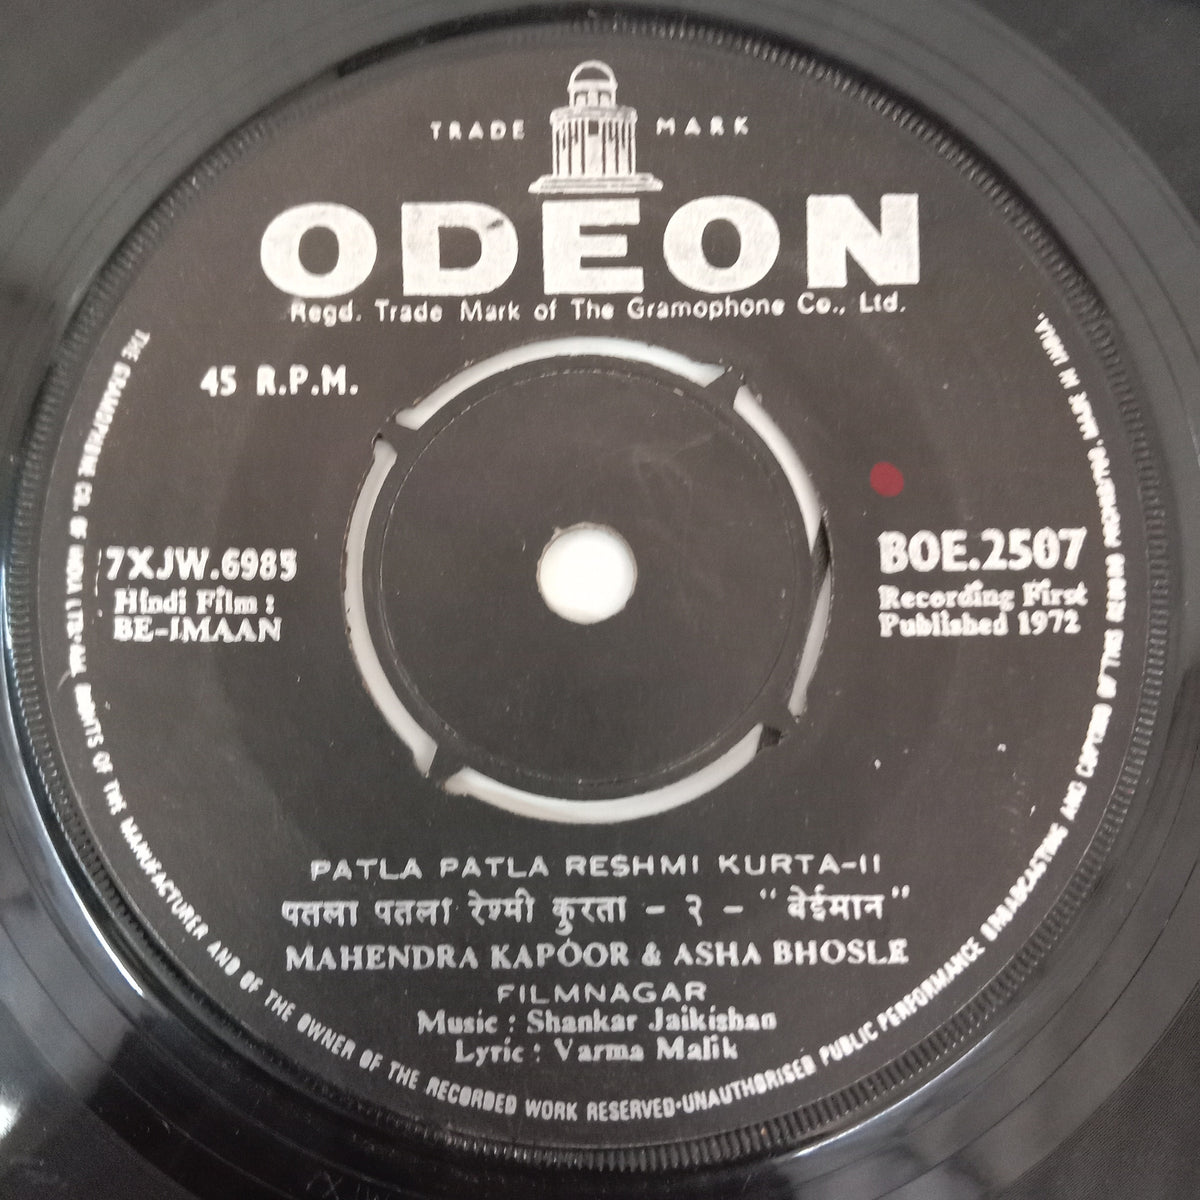 TRADE MARK
ODEON
Regd. Trade Mark of The Gramophone Co., Ltd.
45 R.P.M.
7XJW.6985
Hindi Film :
BE-IMAAN
BOE.2507
Recording First
Published 1972
PATLA PATLA RESHMI KURTA-II
पतला पतला रेश्मी कुरता - २ - "बेईमान"
MAHENDRA KAPOOR & ASHA BHOSLE
FILMNAGAR
Music : Shankar Jaikishan
Lyric : Varma Malik
THE GRAMOPHONE CO. OF INDIA LTD·ALL RIGHTS OF THE MANUFACTURER AND OF THE OWNER OF THE RECORDED WORK RESERVED·UNAUTHORISED PUBLIC PERFORMANCE BROADCASTING AND COPYING OF THIS RECORD PROHIBITED. MADE IN INDIA.